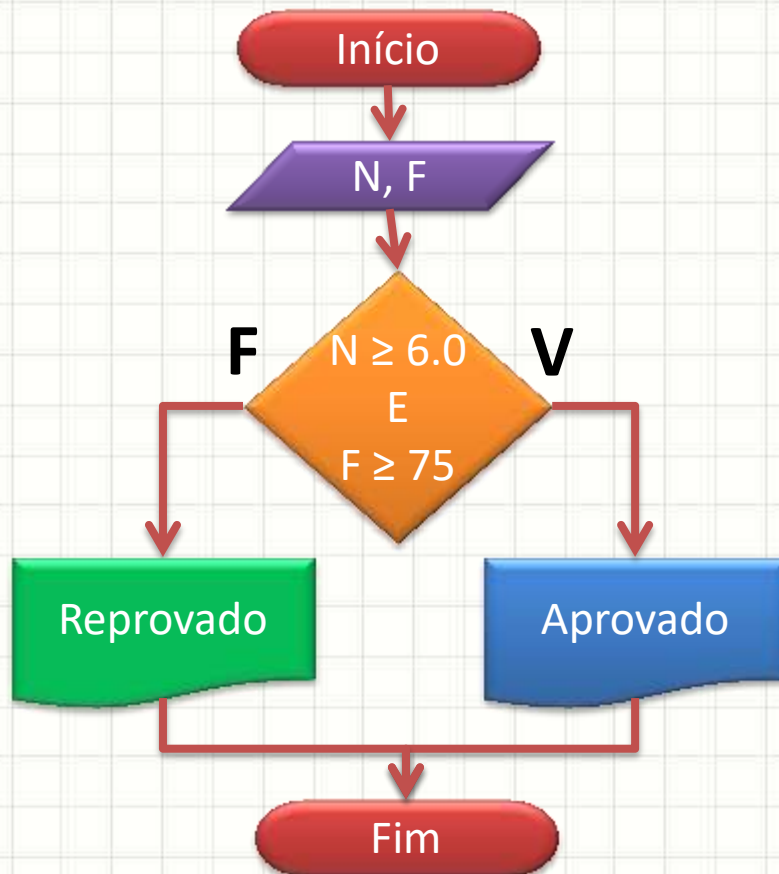 Início
N, F
F
N ≥ 6.0
E
F ≥ 75
V
Reprovado
Aprovado
Fim